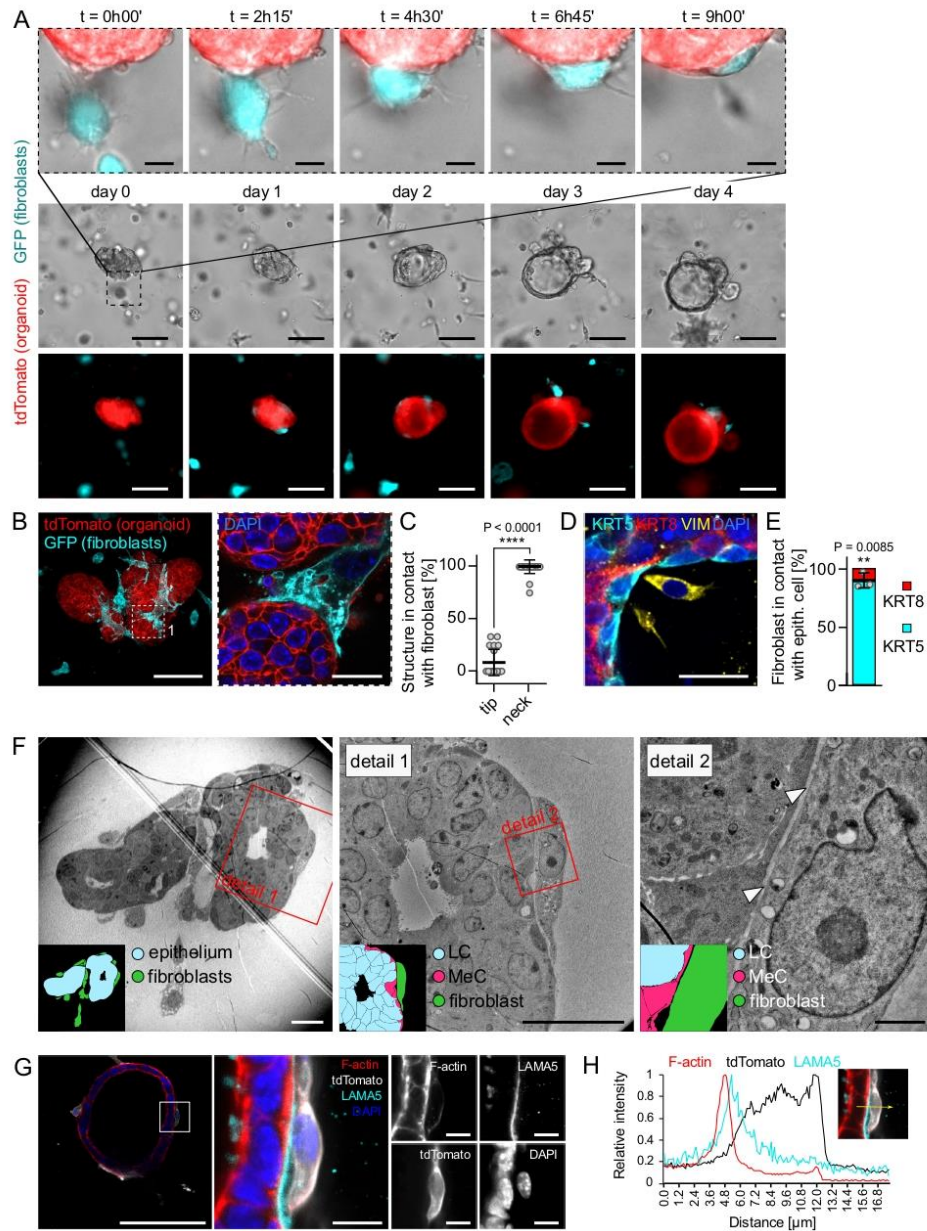 A
t = 0h00' t = 2h15' t = 4h30' t = 6h45' t = 9h00'
tdTomato (organoid) GFP (fibroblasts)
day 0 day 1 day 2 day 3 day 4
B
tdTomato (organoid)
GFP (fibroblasts)
1
DAPI
C
P < 0.0001
****
Structure in contact
with fibroblast [%]
100
50
0
tip neck
D
KRT5 KRT8 VIM DAPI
E
P = 0.0085
**
Fibroblast in contact
with epith. cell [%]
100
50
0
KRT8
KRT5
F
detail 1
epithelium
fibroblasts
detail 1
detail 2
LC
MeC
fibroblast
detail 2
LC
MeC
fibroblast
G
F-actin
tdTomato
LAMA5
DAPI
F-actin LAMA5
tdTomato DAPI
H
F-actin tdTomato LAMA5
Relative intensity
1
0.8
0.6
0.4
0.2
0
0.0 1.2 2.4 3.6 4.8 6.0 7.2 8.4 9.6 10.8 12.0 13.2 14.4 15.6 16.8
Distance [µm]